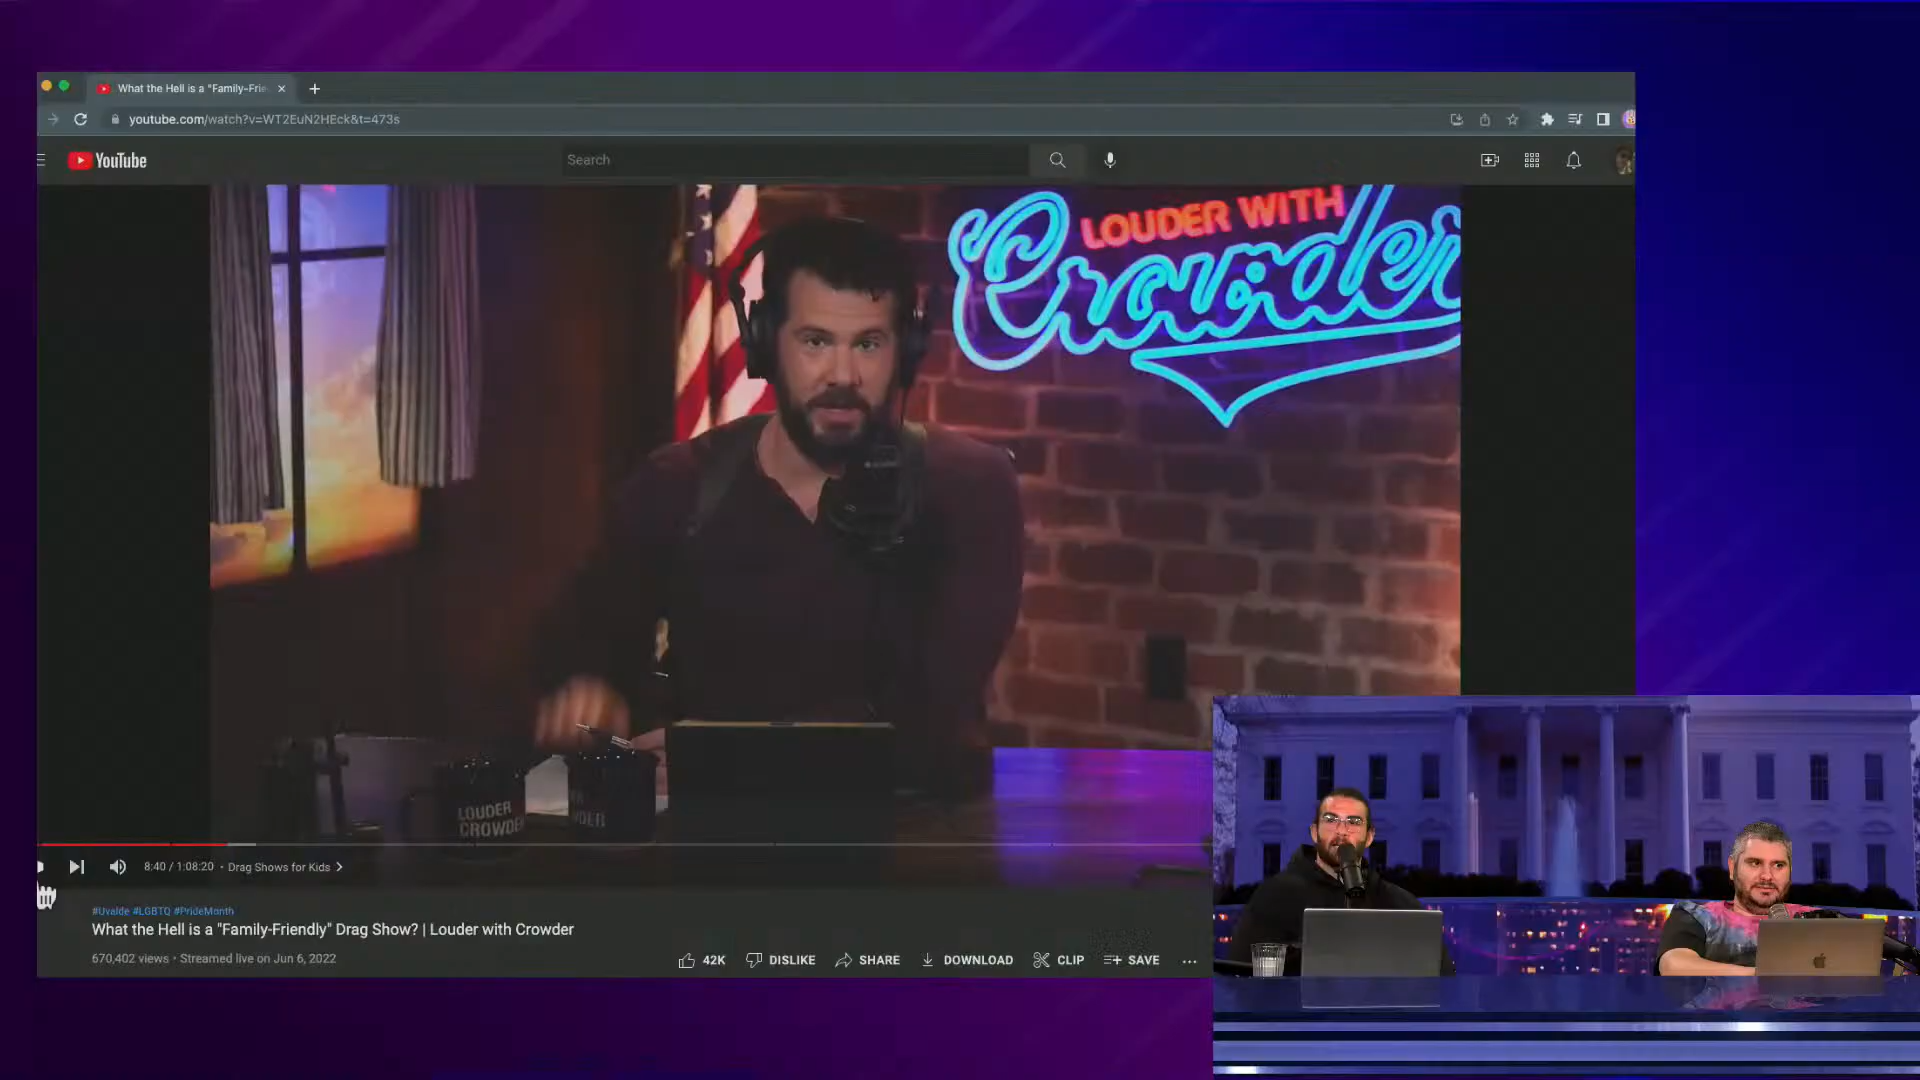 What the Hell is a "Family-Frie
youtube.com/watch?v=WT2EuN2HEck&t=473s
YouTube
Search
LOUDER WITH
Crowder
LOUDER
CROWDER
8:40 / 1:08:20 · Drag Shows for Kids
#Uvalde #LGBTQ #PrideMonth
What the Hell is a "Family-Friendly" Drag Show? | Louder with Crowder
670,402 views · Streamed live on Jun 6, 2022
42K DISLIKE SHARE DOWNLOAD CLIP SAVE